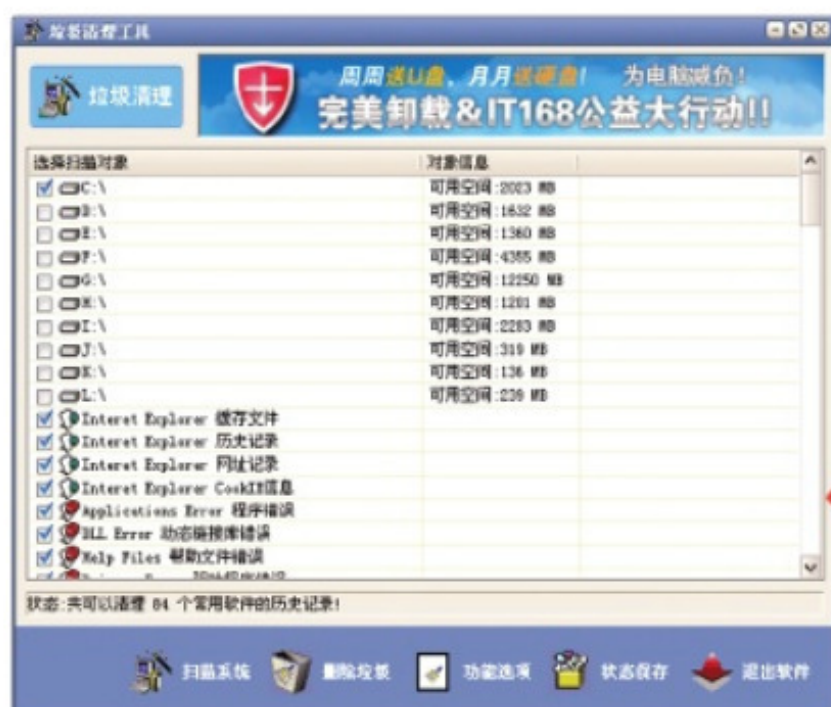 垃圾清理工具
垃圾清理
周周送U盘、月月送硬盘! 为电脑减负!
完美卸载&IT168公益大行动!!
选择扫描对象 对象信息
C:\ 可用空间:2023 MB
D:\ 可用空间:1632 MB
E:\ 可用空间:1360 MB
F:\ 可用空间:4355 MB
G:\ 可用空间:12250 MB
H:\ 可用空间:1201 MB
I:\ 可用空间:2283 MB
J:\ 可用空间:319 MB
K:\ 可用空间:136 MB
L:\ 可用空间:239 MB
Interet Explorer 缓存文件
Interet Explorer 历史记录
Interet Explorer 网址记录
Interet Explorer CookIE信息
Applications Error 程序错误
DLL Error 动态链接库错误
Help Files 帮助文件错误
状态:共可以清理 84 个常用软件的历史记录!
扫描系统 删除垃圾 功能选项 状态保存 退出软件